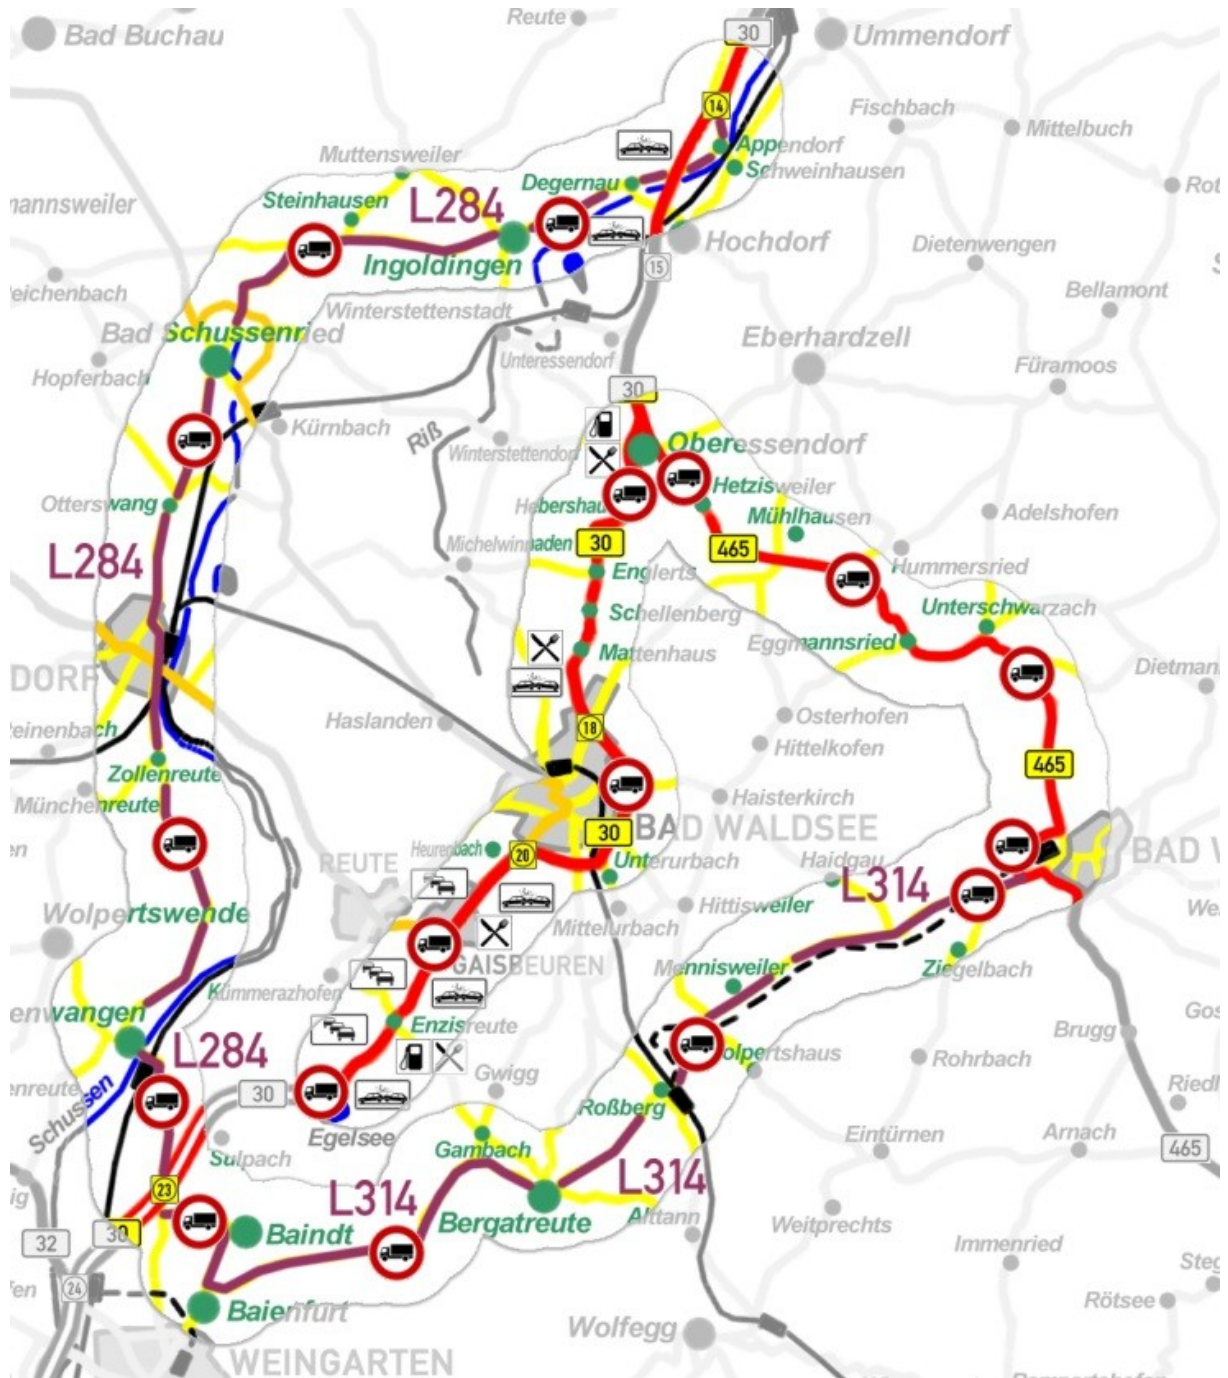 Reute
Bad Buchau
30
Ummendorf
14
Fischbach
Mittelbuch
Appendorf
Muttensweiler
Schweinhausen
Degernau
Steinhausen
L284
mannsweiler
Hochdorf
Dietenwengen
Ingoldingen
15
Bellamont
Winterstettenstadt
Bad Schussenried
Eberhardzell
Unteressendorf
Füramoos
Hopferbach
30
Kürnbach
Riß
Oberessendorf
Winterstettendorf
Hetzisweiler
Otterswang
Mühlhausen
Adelshofen
Michelwinnaden
30
465
L284
Hummersried
Englerts
Schellenberg
Unterschwarzach
Eggmannsried
Mattenhaus
DORF
Osterhofen
Haslanden
18
Hittelkofen
465
Zollenreute
Münchenreute
Haisterkirch
30
BAD WALDSEE
Heurenbach
20
REUTE
Unterurbach
Haidgau
L314
Wolpertswende
Hittisweiler
Mittelurbach
GAISBEUREN
Mennisweiler
Ziegelbach
Kümmerazhofen
Enzisreute
Brugg
L284
Rohrbach
Gwigg
30
Schussen
Roßberg
Egelsee
Eintürnen
Arnach
Gambach
465
Sulpach
L314
L314
23
Bergatreute
Alttann
Weitprechts
30
Baindt
32
Immenried
24
Baienfurt
Rötsee
Wolfegg
WEINGARTEN